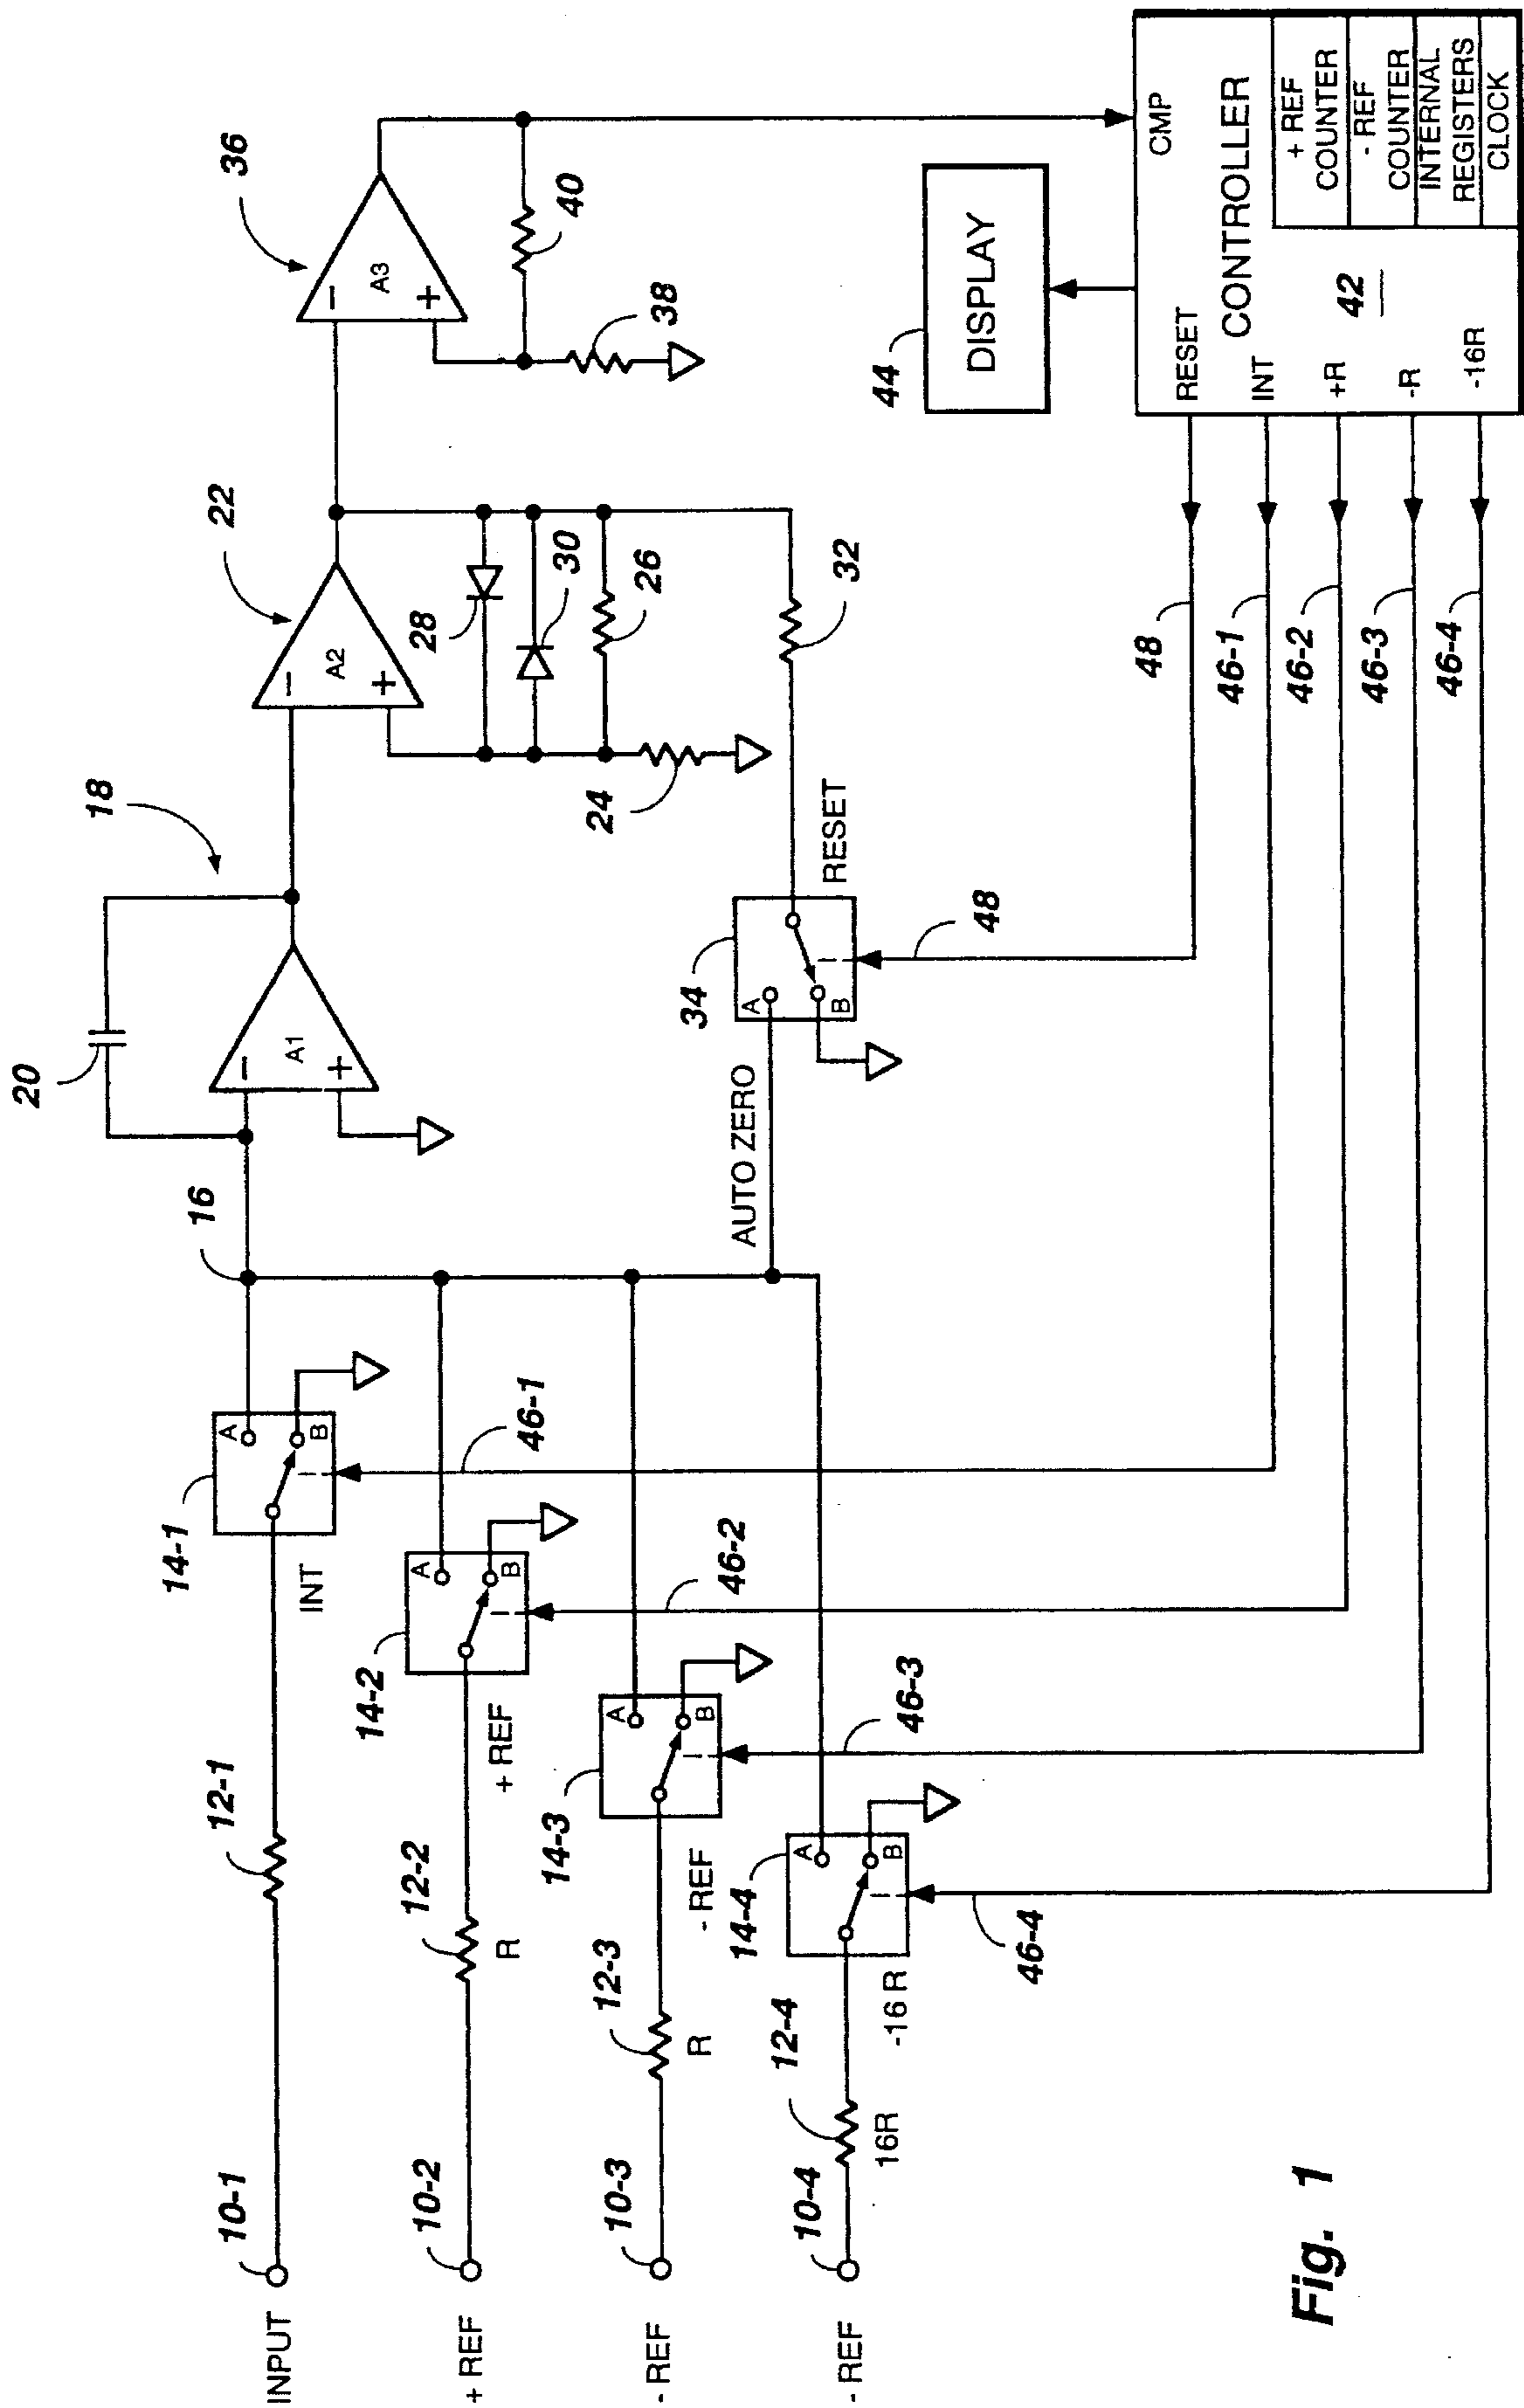 INPUT
10-1
12-1
14-1
INT
A
B
46-1
+ REF
10-2
12-2
R
14-2
+ REF
A
B
46-2
- REF
10-3
12-3
R
14-3
- REF
A
B
46-3
- REF
10-4
12-4
16R
14-4
-16 R
A
B
46-4
16
20
18
A1
−
+
AUTO ZERO
34
A
B
RESET
48
32
22
A2
−
+
24
28
30
26
36
A3
−
+
38
40
44
DISPLAY
CMP
CONTROLLER
42
RESET
INT
+R
-R
-16R
+ REF
COUNTER
- REF
COUNTER
INTERNAL
REGISTERS
CLOCK
48
46-1
46-2
46-3
46-4
Fig. 1